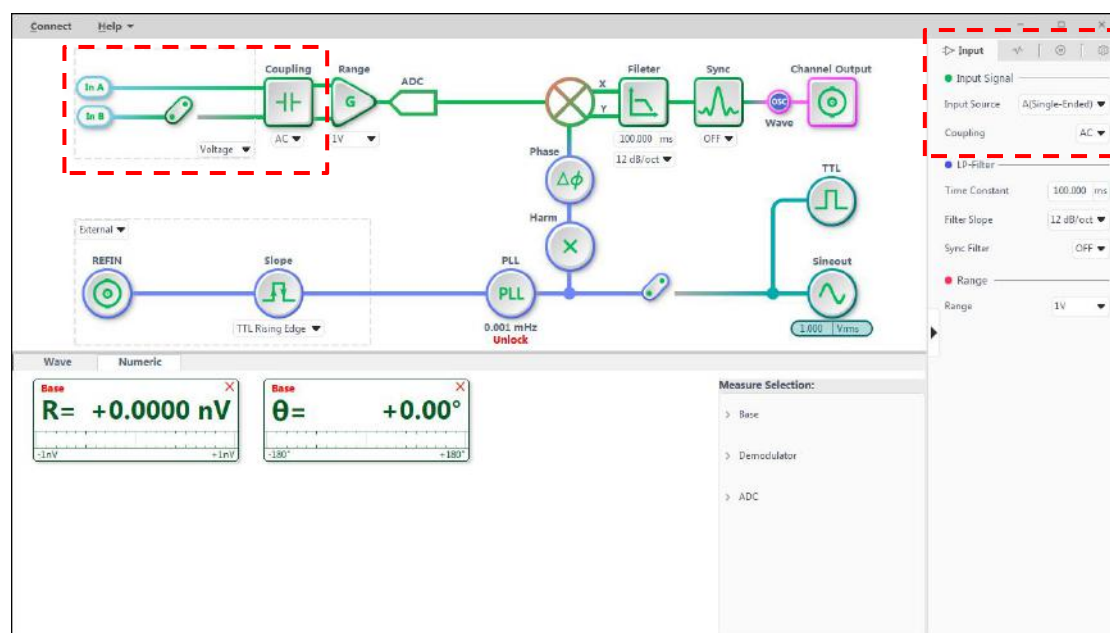 Connect Help
Input
In A
In B
Voltage
Coupling
AC
Range
G
1V
ADC
X
Y
Fileter
100.000 ms
12 dB/oct
Sync
OFF
OSC
Wave
Channel Output
Phase
Δϕ
Harm
×
TTL
External
REFIN
Slope
TTL Rising Edge
PLL
PLL
0.001 mHz
Unlock
Sineout
1.000 Vrms
Input Signal
Input Source A(Single-Ended)
Coupling AC
LP-Filter
Time Constant 100.000 ms
Filter Slope 12 dB/oct
Sync Filter OFF
Range
Range 1V
Wave Numeric
Base
R= +0.0000 nV
-1nV +1nV
Base
θ= +0.00°
-180° +180°
Measure Selection:
> Base
> Demodulator
> ADC